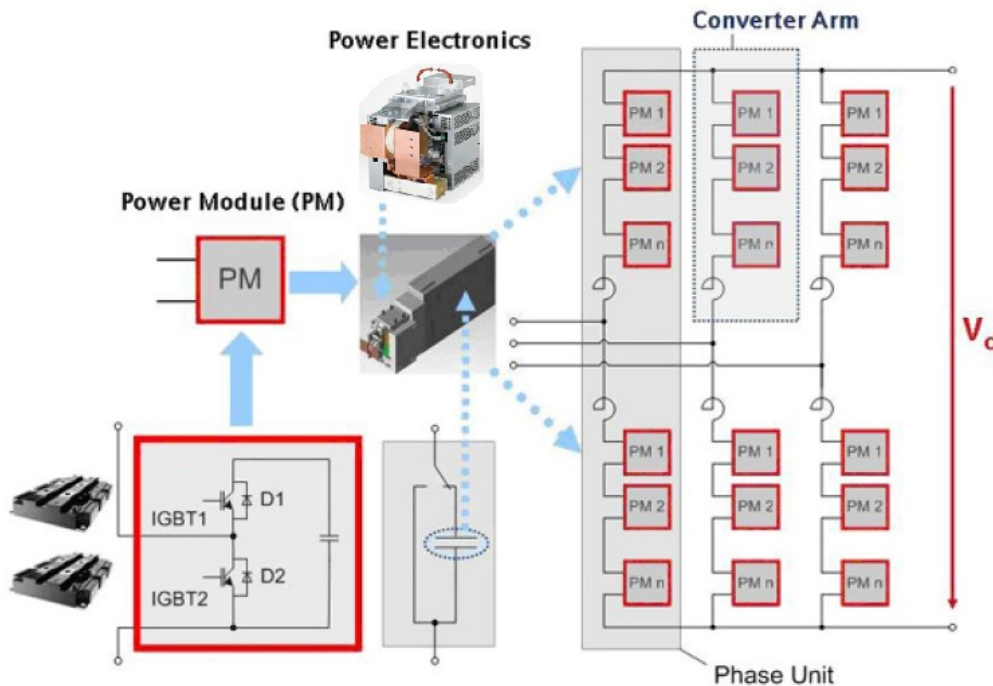 Power Electronics
Converter Arm
Power Module (PM)
PM
IGBT1
D1
IGBT2
D2
PM 1
PM 1
PM 1
PM 2
PM 2
PM 2
PM n
PM n
PM n
PM 1
PM 1
PM 1
PM 2
PM 2
PM 2
PM n
PM n
PM n
Phase Unit